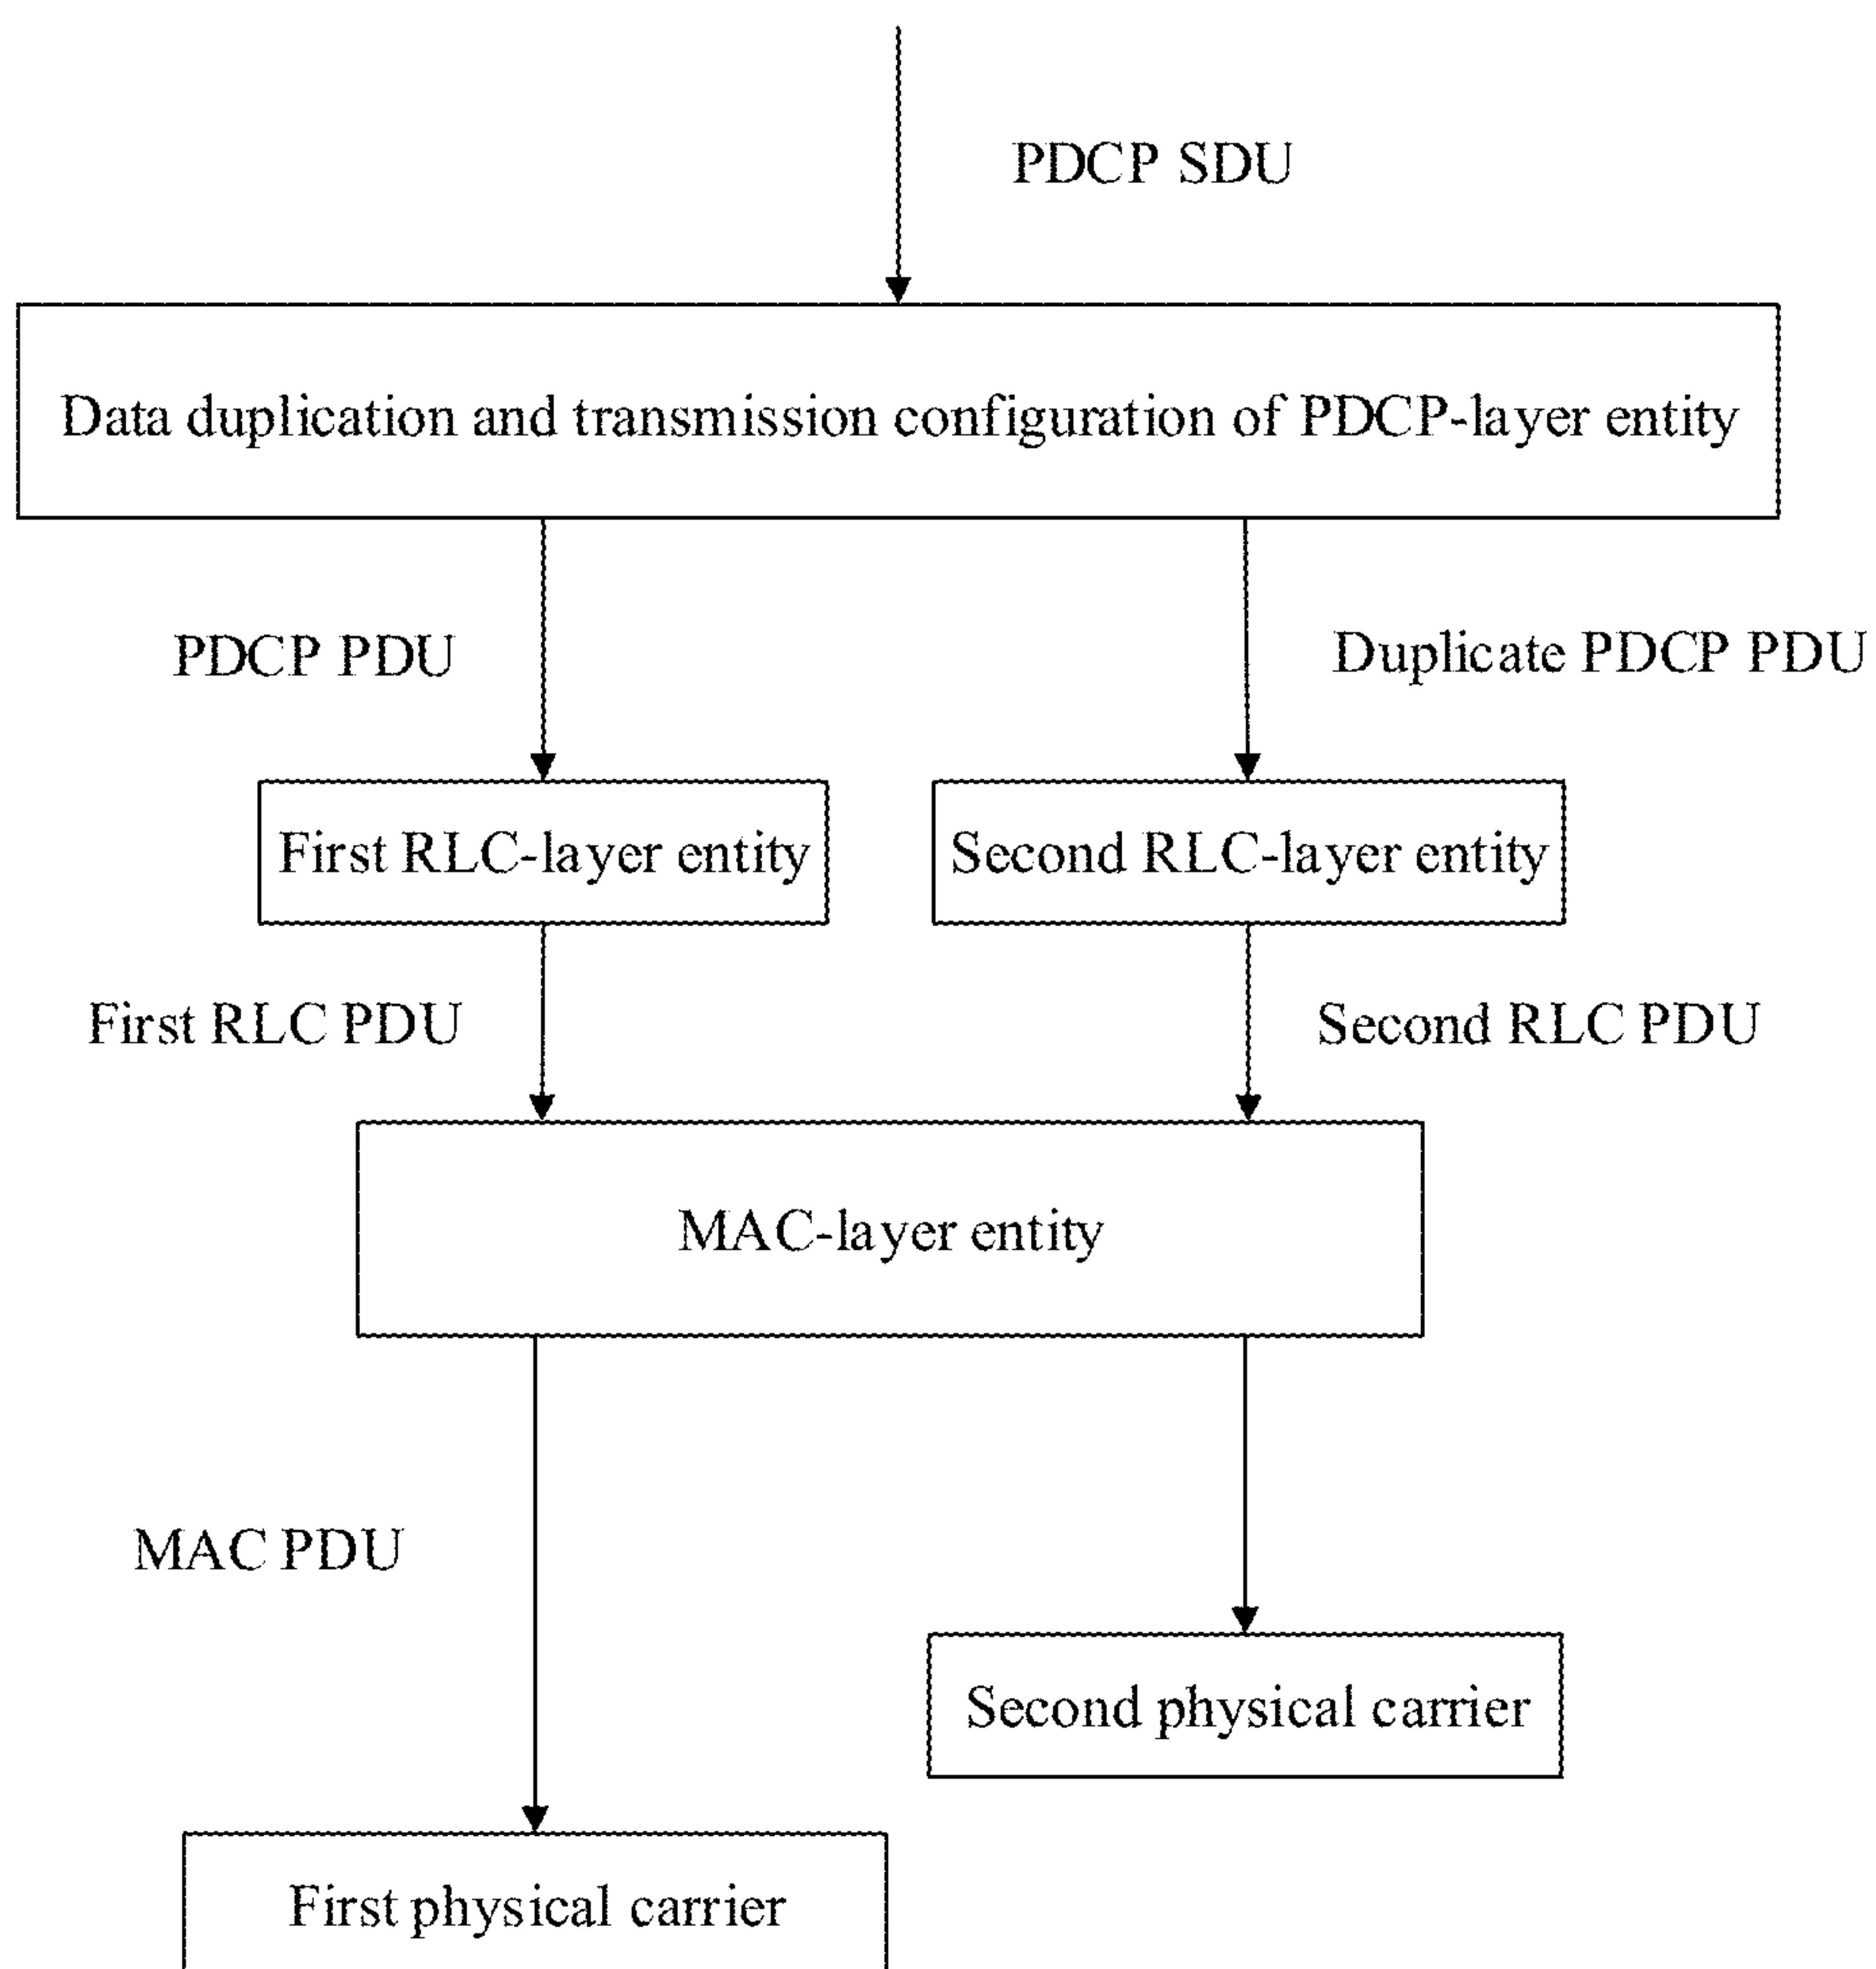 PDCP SDU
Data duplication and transmission configuration of PDCP-layer entity
PDCP PDU
Duplicate PDCP PDU
First RLC-layer entity
Second RLC-layer entity
First RLC PDU
Second RLC PDU
MAC-layer entity
MAC PDU
Second physical carrier
First physical carrier